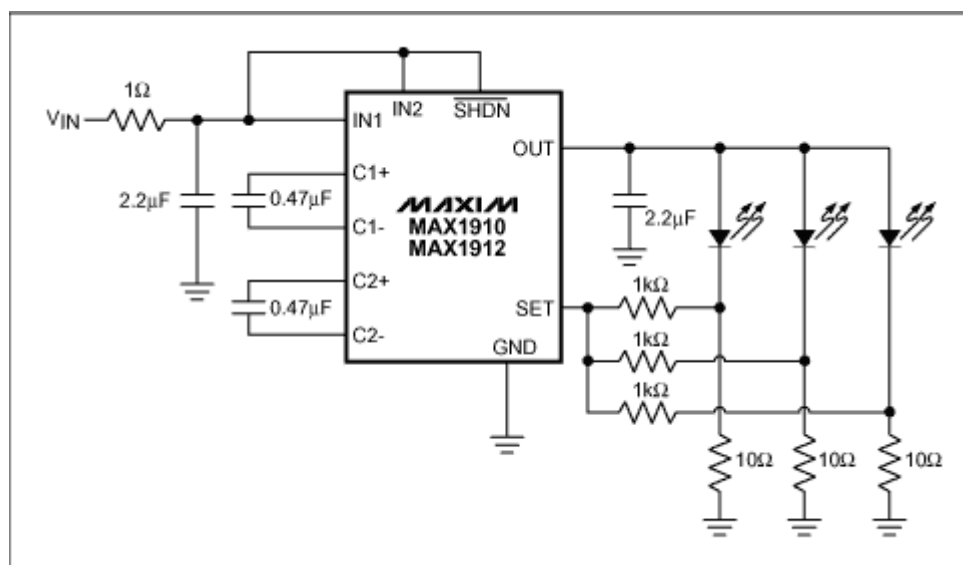 1Ω
VIN
2.2μF
IN1
IN2
SHDN
OUT
C1+
0.47μF
C1-
MAXIM
MAX1910
MAX1912
C2+
0.47μF
C2-
SET
GND
2.2μF
1kΩ
1kΩ
1kΩ
10Ω
10Ω
10Ω